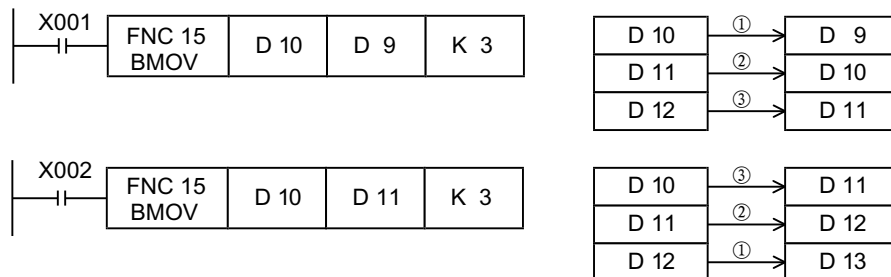 X001
FNC 15
BMOV
D 10
D 9
K 3
D 10 ① D 9
D 11 ② D 10
D 12 ③ D 11
X002
FNC 15
BMOV
D 10
D 11
K 3
D 10 ③ D 11
D 11 ② D 12
D 12 ① D 13